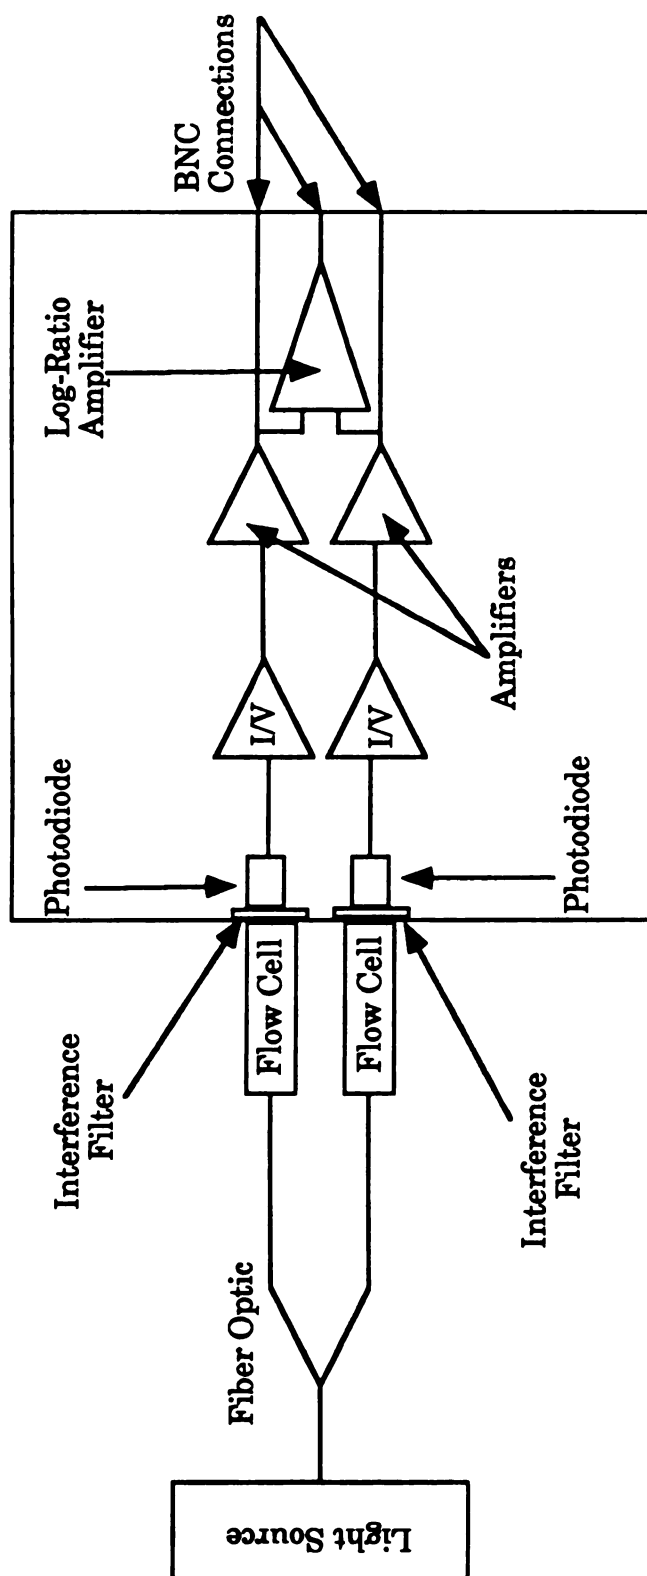 Light Source
Fiber Optic
Interference
Filter
Interference
Filter
Flow Cell
Flow Cell
Photodiode
Photodiode
I/V
I/V
Amplifiers
Log-Ratio
Amplifier
BNC
Connections